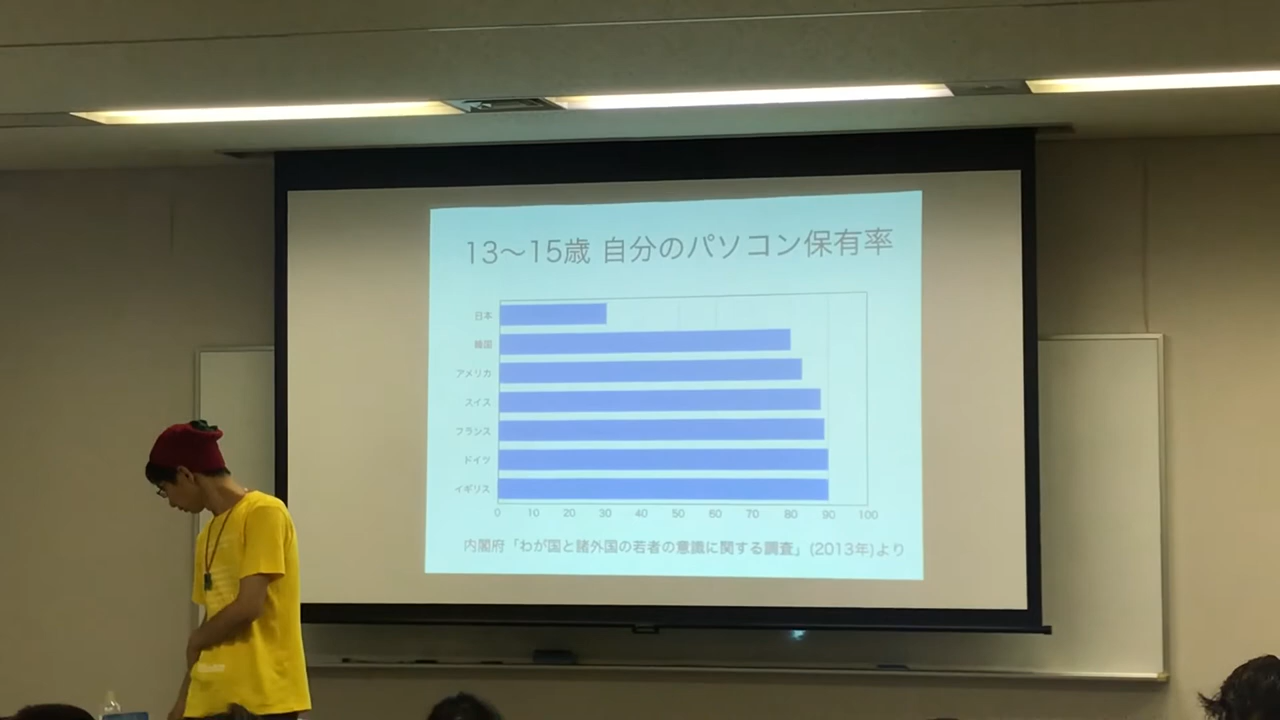 13〜15歳 自分のパソコン保有率
日本
韓国
アメリカ
スイス
フランス
ドイツ
イギリス
0 10 20 30 40 50 60 70 80 90 100
内閣府「わが国と諸外国の若者の意識に関する調査」(2013年)より